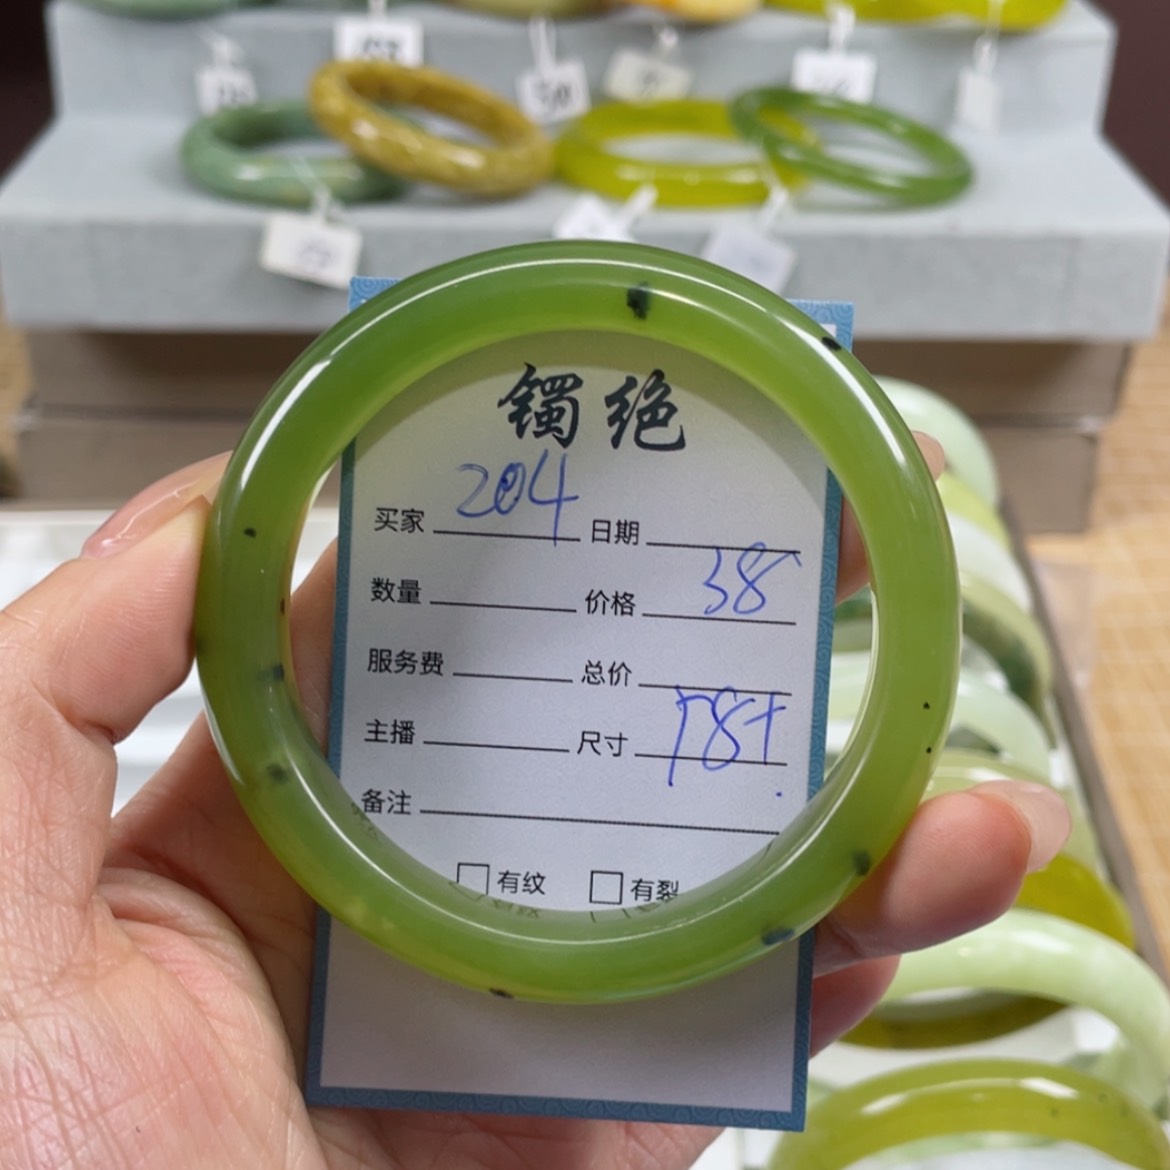 镯绝
买家 204 日期
数量 价格 38
服务费 总价
主播 尺寸 58+
备注
有纹 有裂